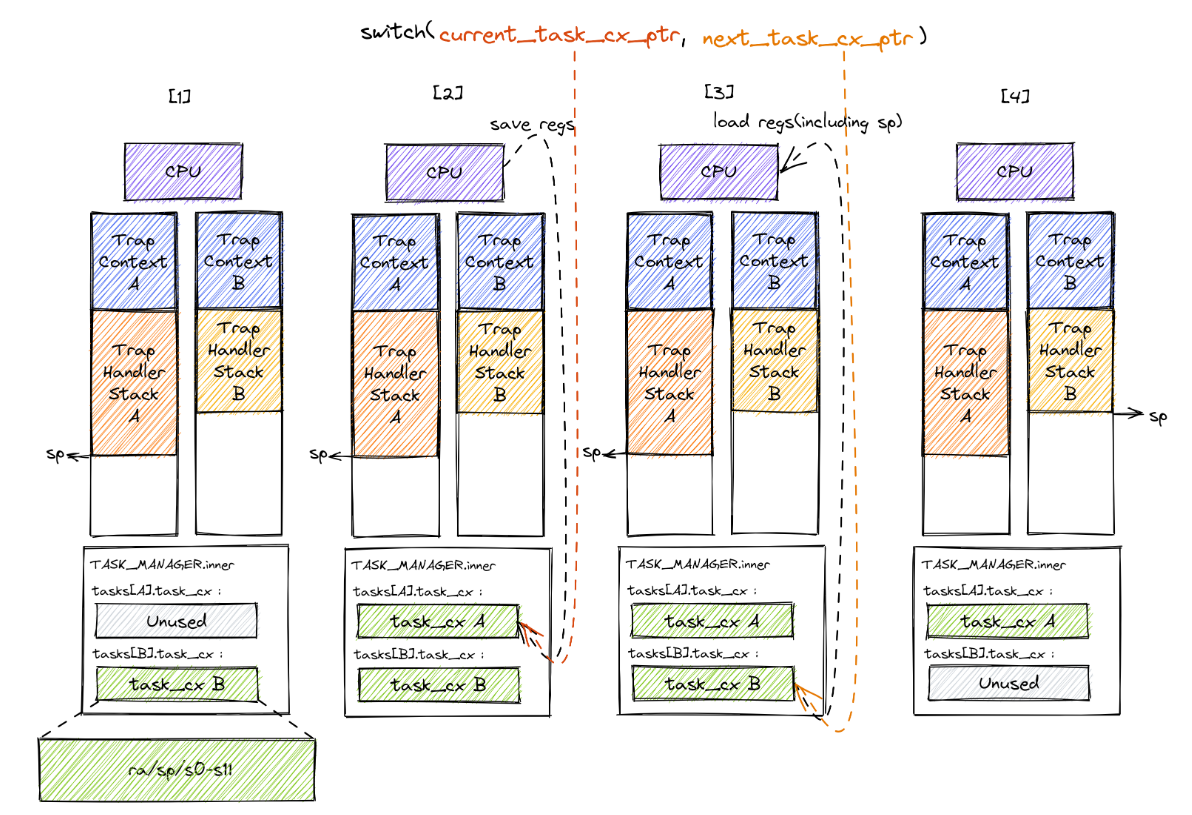 switch(current_task_cx_ptr, next_task_cx_ptr)
[1]
CPU
Trap
Context
A
Trap
Context
B
Trap
Handler
Stack
A
Trap
Handler
Stack
B
sp
TASK_MANAGER.inner
tasks[A].task_cx :
Unused
tasks[B].task_cx :
task_cx B
ra/sp/s0-s11
[2]
save regs
CPU
Trap
Context
A
Trap
Context
B
Trap
Handler
Stack
A
Trap
Handler
Stack
B
sp
TASK_MANAGER.inner
tasks[A].task_cx :
task_cx A
tasks[B].task_cx :
task_cx B
[3]
load regs(including sp)
CPU
Trap
Context
A
Trap
Context
B
Trap
Handler
Stack
A
Trap
Handler
Stack
B
sp
TASK_MANAGER.inner
tasks[A].task_cx :
task_cx A
tasks[B].task_cx :
task_cx B
[4]
CPU
Trap
Context
A
Trap
Context
B
Trap
Handler
Stack
A
Trap
Handler
Stack
B
sp
TASK_MANAGER.inner
tasks[A].task_cx :
task_cx A
tasks[B].task_cx :
Unused